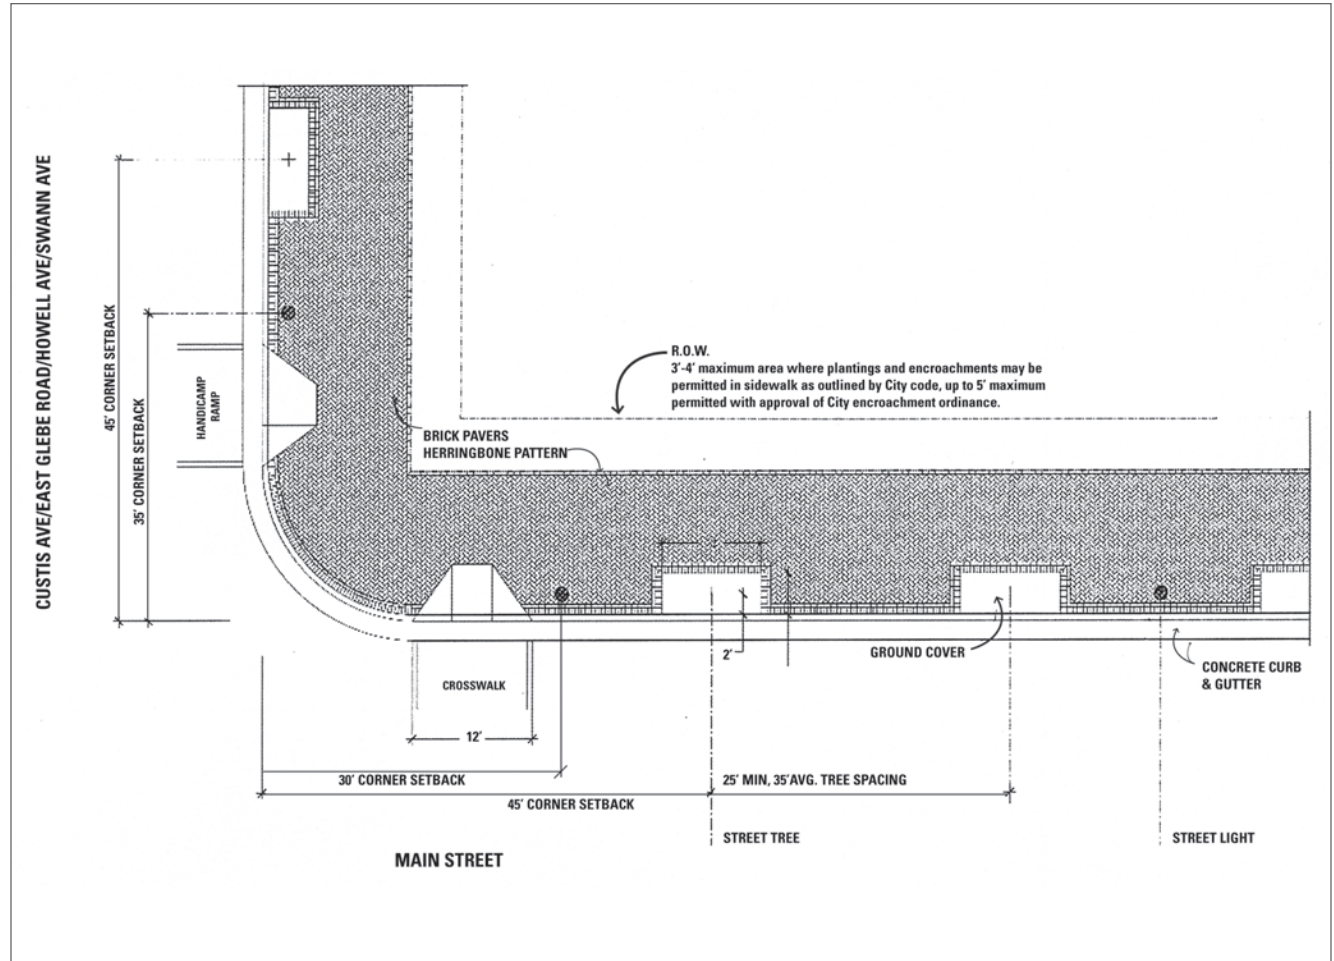 CUSTIS AVE/EAST GLEBE ROAD/HOWELL AVE/SWANN AVE
45' CORNER SETBACK
35' CORNER SETBACK
HANDICAMP
RAMP
R.O.W.
3'-4' maximum area where plantings and encroachments may be
permitted in sidewalk as outlined by City code, up to 5' maximum
permitted with approval of City encroachment ordinance.
BRICK PAVERS
HERRINGBONE PATTERN
2'
GROUND COVER
CONCRETE CURB
& GUTTER
CROSSWALK
12'
30' CORNER SETBACK
25' MIN, 35'AVG. TREE SPACING
45' CORNER SETBACK
STREET TREE
STREET LIGHT
MAIN STREET